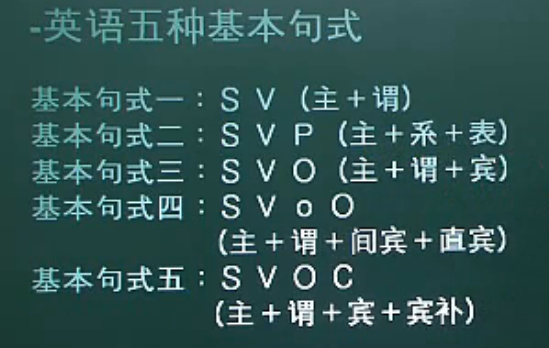 -英语五种基本句式
基本句式一：S V (主＋谓)
基本句式二：S V P (主＋系＋表)
基本句式三：S V O (主＋谓＋宾)
基本句式四：S V o O
(主＋谓＋间宾＋直宾)
基本句式五：S V O C
(主＋谓＋宾＋宾补)